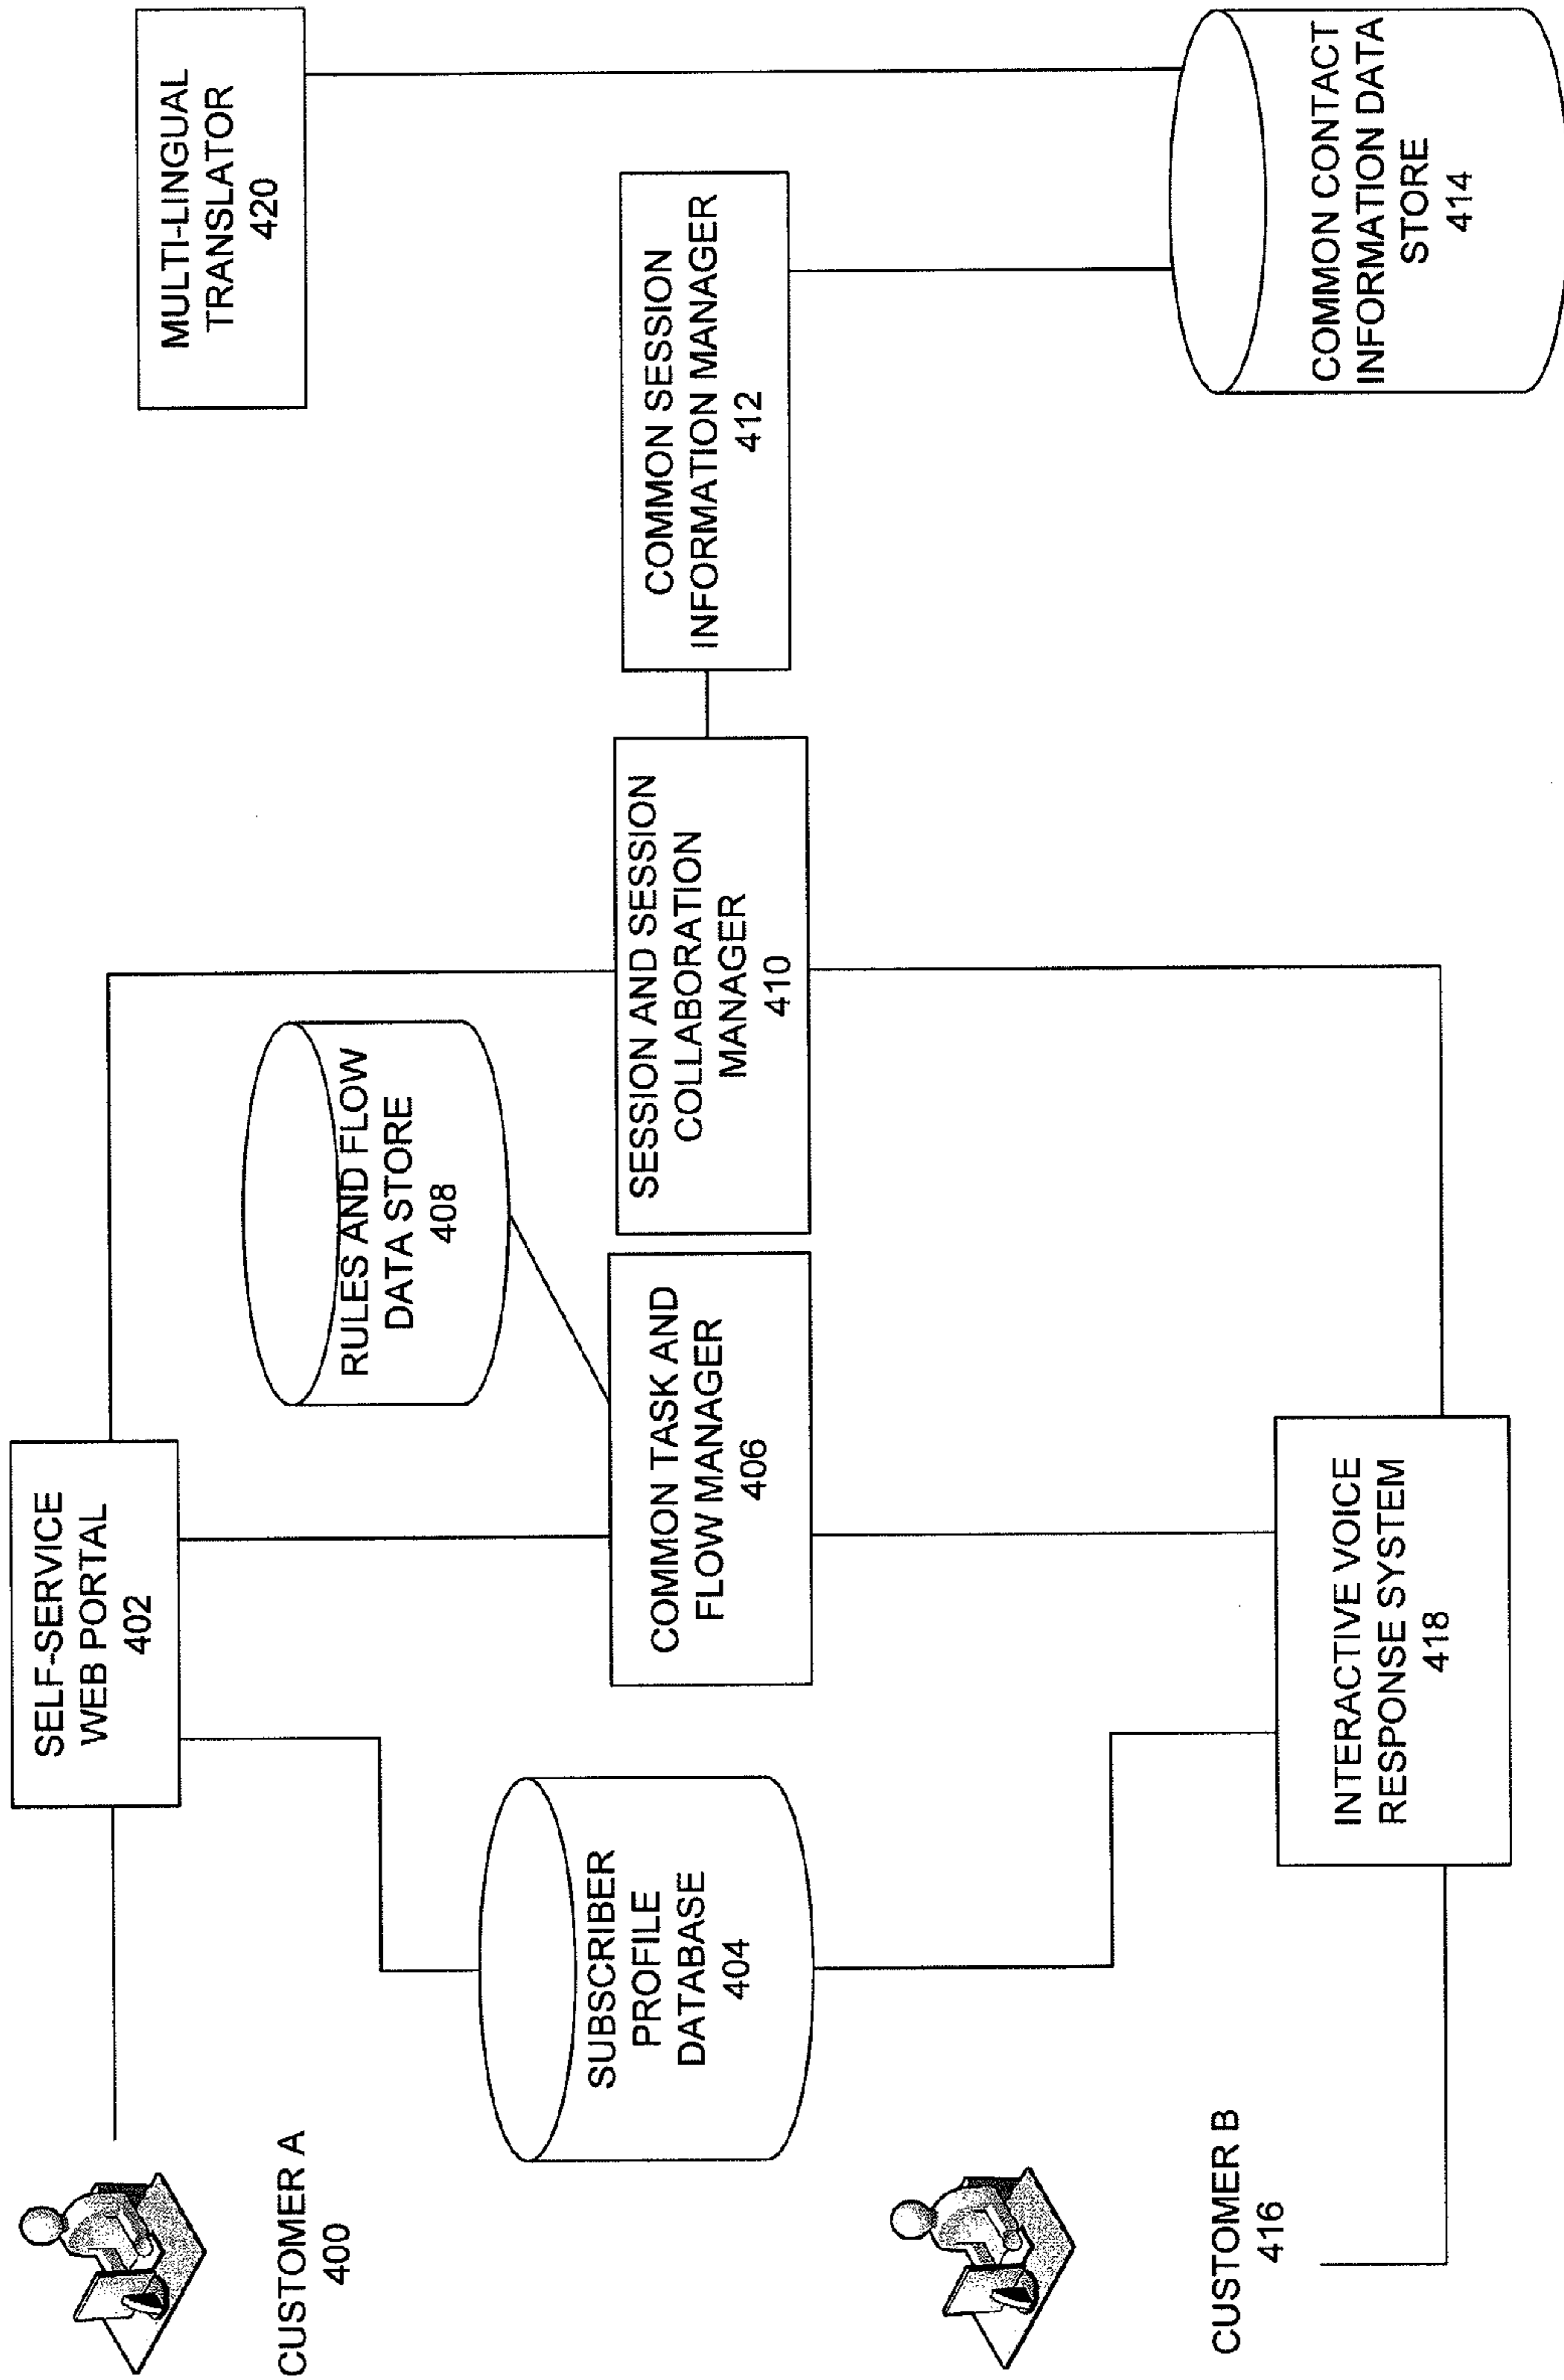 CUSTOMER A
400
SELF-SERVICE
WEB PORTAL
402
SUBSCRIBER
PROFILE
DATABASE
404
COMMON TASK AND
FLOW MANAGER
406
RULES AND FLOW
DATA STORE
408
SESSION AND SESSION
COLLABORATION
MANAGER
410
COMMON SESSION
INFORMATION MANAGER
412
MULTI-LINGUAL
TRANSLATOR
420
COMMON CONTACT
INFORMATION DATA
STORE
414
CUSTOMER B
416
INTERACTIVE VOICE
RESPONSE SYSTEM
418